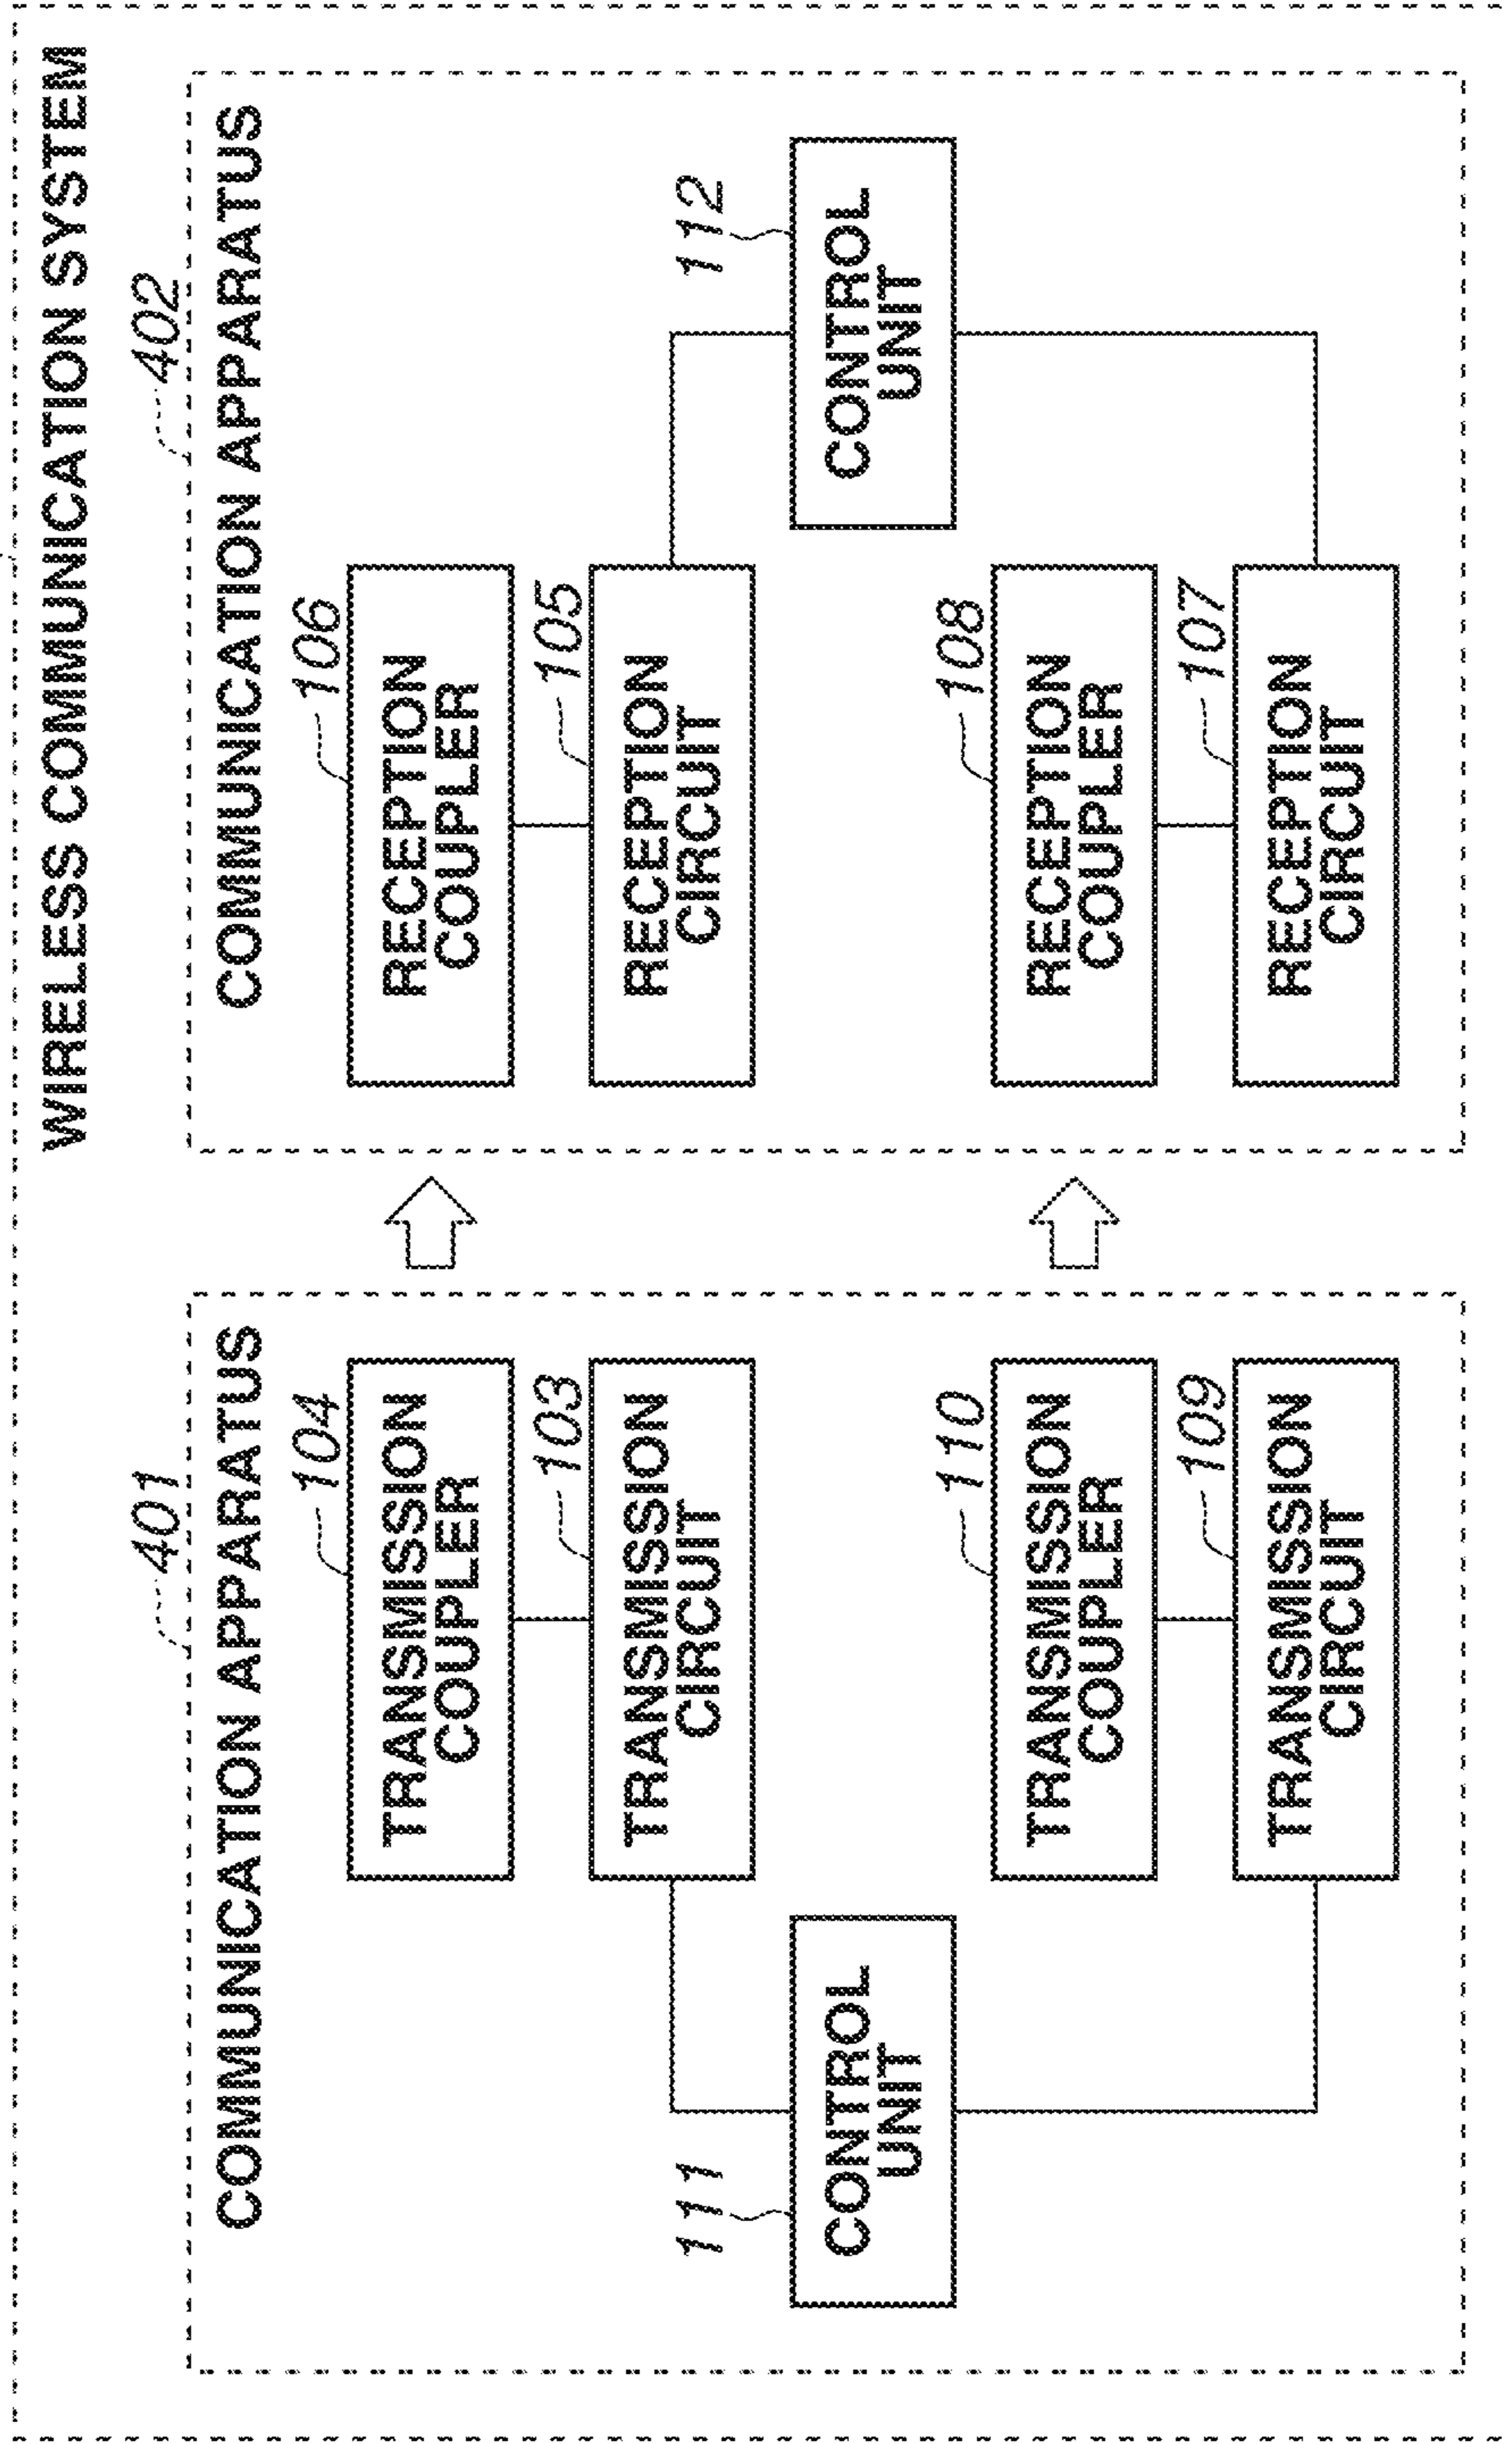 WIRELESS COMMUNICATION SYSTEM
401
COMMUNICATION APPARATUS
104
TRANSMISSION
COUPLER
103
TRANSMISSION
CIRCUIT
111
CONTROL
UNIT
110
TRANSMISSION
COUPLER
109
TRANSMISSION
CIRCUIT
402
COMMUNICATION APPARATUS
106
RECEPTION
COUPLER
105
RECEPTION
CIRCUIT
112
CONTROL
UNIT
108
RECEPTION
COUPLER
107
RECEPTION
CIRCUIT